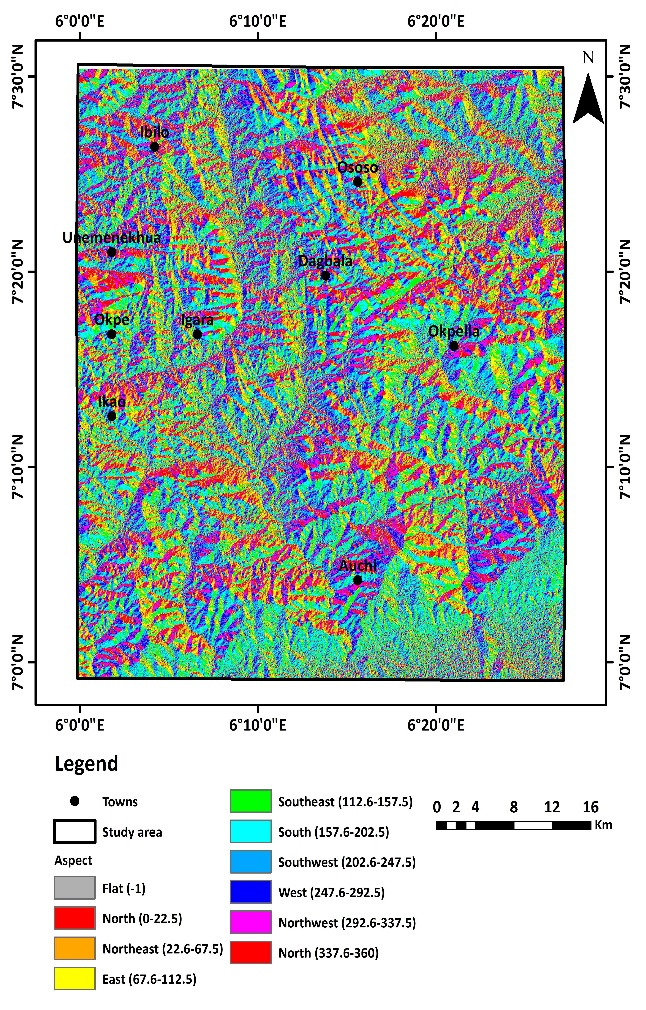 6°0'0"E 6°10'0"E 6°20'0"E
N
7°30'0"N 7°30'0"N
Ibilo
Ososo
Unemenekhua
Dagbala
7°20'0"N 7°20'0"N
Okpe Igara
Okpella
Ikao
7°10'0"N 7°10'0"N
Auchi
7°0'0"N 7°0'0"N
6°0'0"E 6°10'0"E 6°20'0"E
Legend
Towns
Study area
Aspect
Flat (-1)
North (0-22.5)
Northeast (22.6-67.5)
East (67.6-112.5)
Southeast (112.6-157.5)
South (157.6-202.5)
Southwest (202.6-247.5)
West (247.6-292.5)
Northwest (292.6-337.5)
North (337.6-360)
0 2 4 8 12 16
Km